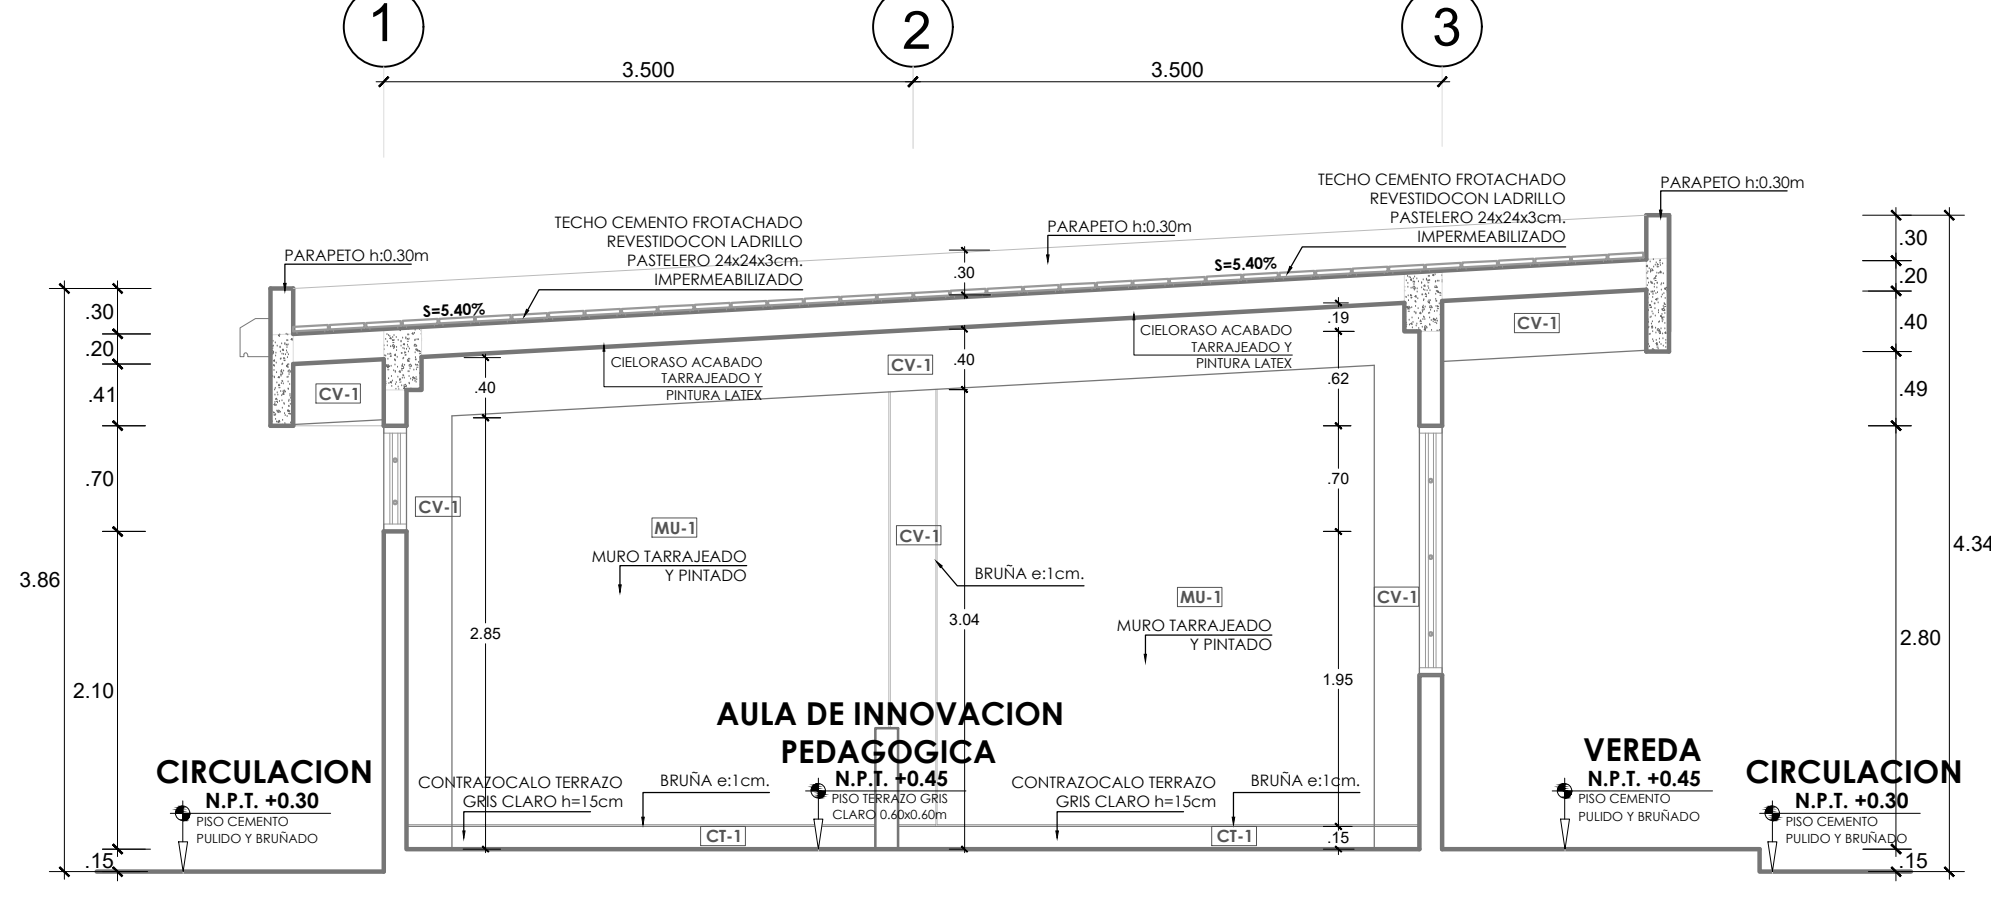 1
2
3
3.500
3.500
TECHO CEMENTO FROTACHADO
REVESTIDOCON LADRILLO
PASTELERO 24x24x3cm.
IMPERMEABILIZADO
PARAPETO h:0.30m
TECHO CEMENTO FROTACHADO
REVESTIDOCON LADRILLO
PASTELERO 24x24x3cm.
IMPERMEABILIZADO
PARAPETO h:0.30m
PARAPETO h:0.30m
S=5.40%
S=5.40%
.30
.30
.20
.41
.70
2.10
.15
3.86
.30
.20
.40
.49
2.80
.15
4.34
.19
.62
.70
1.95
.15
.40
2.85
.40
3.04
CIELORASO ACABADO
TARRAJEADO Y
PINTURA LATEX
CIELORASO ACABADO
TARRAJEADO Y
PINTURA LATEX
CV-1
CV-1
CV-1
CV-1
CV-1
CV-1
MU-1
MURO TARRAJEADO
Y PINTADO
BRUÑA e:1cm.
MU-1
MURO TARRAJEADO
Y PINTADO
AULA DE INNOVACION
PEDAGOGICA
N.P.T. +0.45
PISO TERRAZO GRIS
CLARO 0.60x0.60m
CIRCULACION
N.P.T. +0.30
PISO CEMENTO
PULIDO Y BRUÑADO
CONTRAZOCALO TERRAZO
GRIS CLARO h=15cm
BRUÑA e:1cm.
CT-1
CONTRAZOCALO TERRAZO
GRIS CLARO h=15cm
BRUÑA e:1cm.
CT-1
VEREDA
N.P.T. +0.45
PISO CEMENTO
PULIDO Y BRUÑADO
CIRCULACION
N.P.T. +0.30
PISO CEMENTO
PULIDO Y BRUÑADO